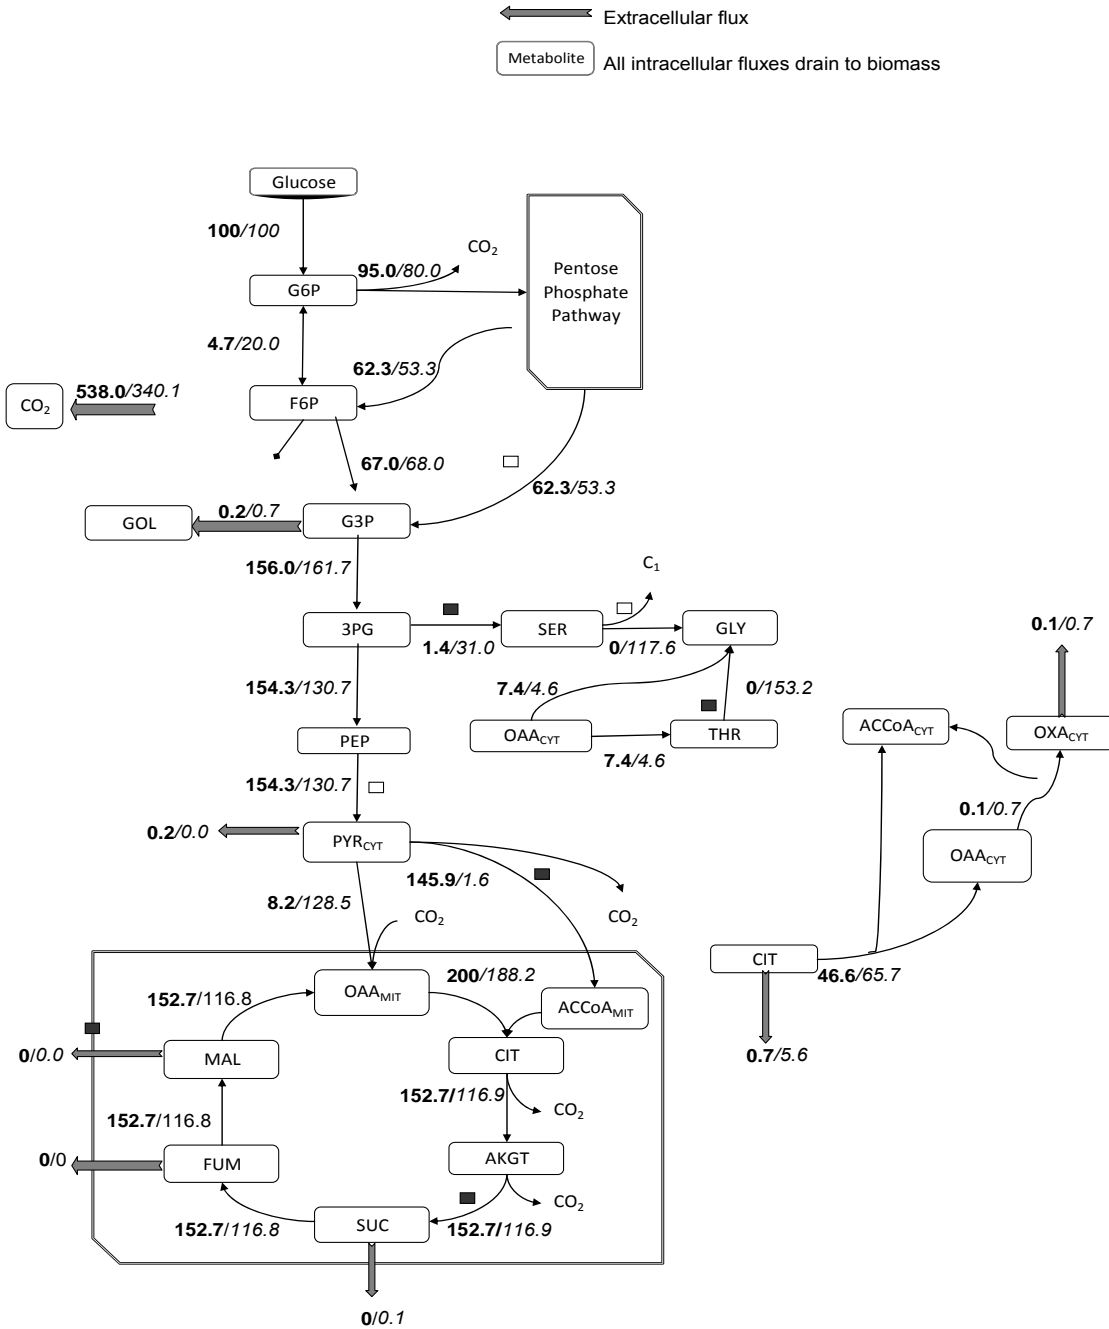 Extracellular flux
Metabolite
All intracellular fluxes drain to biomass
Glucose
100/100
CO₂
95.0/80.0
G6P
Pentose
Phosphate
Pathway
4.7/20.0
62.3/53.3
538.0/340.1
CO₂
F6P
67.0/68.0
62.3/53.3
0.2/0.7
GOL
G3P
156.0/161.7
C₁
3PG
SER
GLY
1.4/31.0
0/117.6
0.1/0.7
154.3/130.7
7.4/4.6
0/153.2
PEP
OAA_CYT
THR
ACCoA_CYT
OXA_CYT
7.4/4.6
154.3/130.7
0.1/0.7
0.2/0.0
PYR_CYT
OAA_CYT
145.9/1.6
8.2/128.5
CO₂
CO₂
CIT
46.6/65.7
200/188.2
OAA_MIT
152.7/116.8
ACCoA_MIT
0/0.0
MAL
CIT
0.7/5.6
152.7/116.9
CO₂
152.7/116.8
0/0
FUM
AKGT
CO₂
SUC
152.7/116.8
152.7/116.9
0/0.1